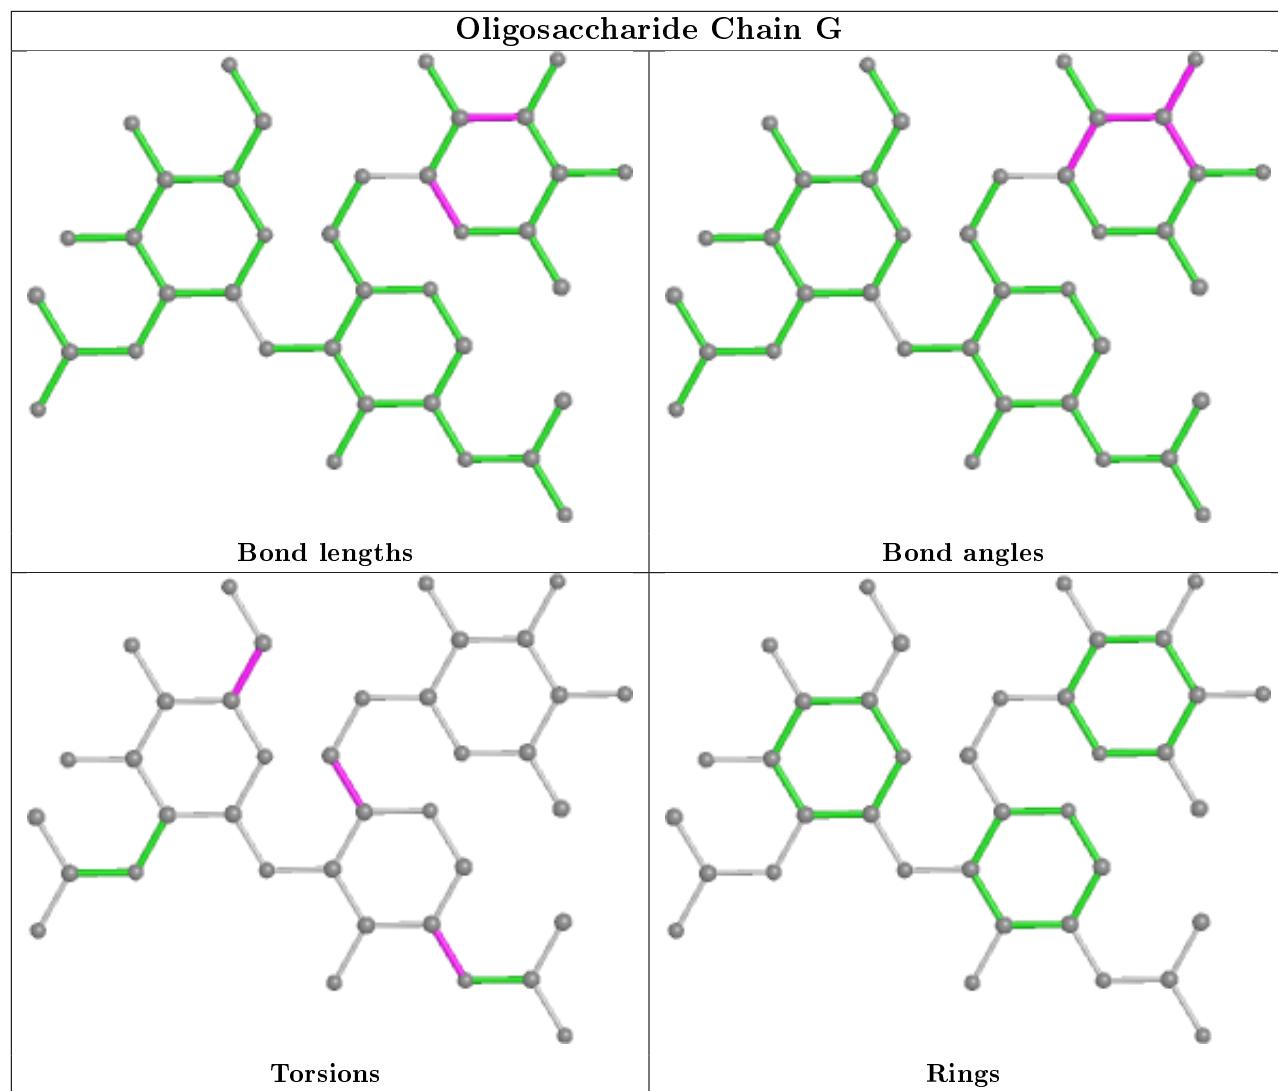 Oligosaccharide Chain G
Bond lengths
Bond angles
Torsions
Rings